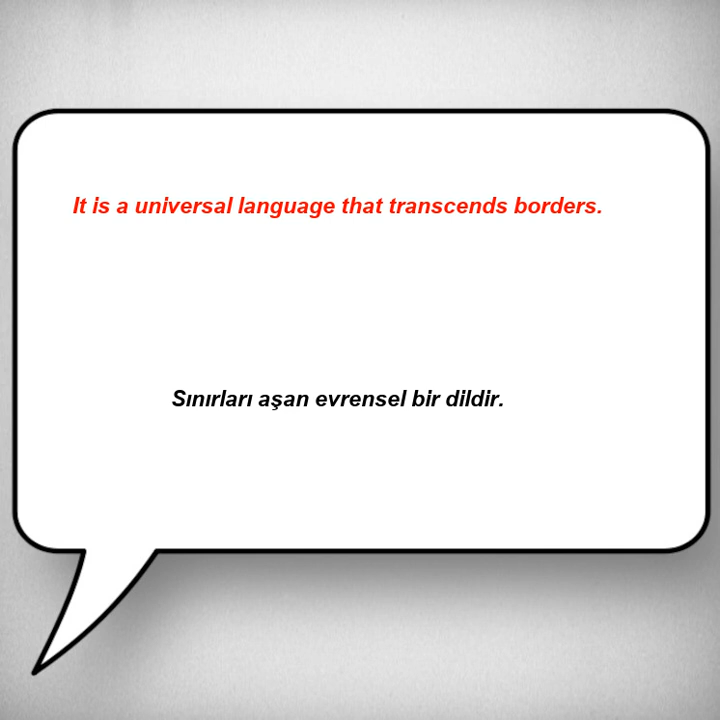 It is a universal language that transcends borders.
Sınırları aşan evrensel bir dildir.